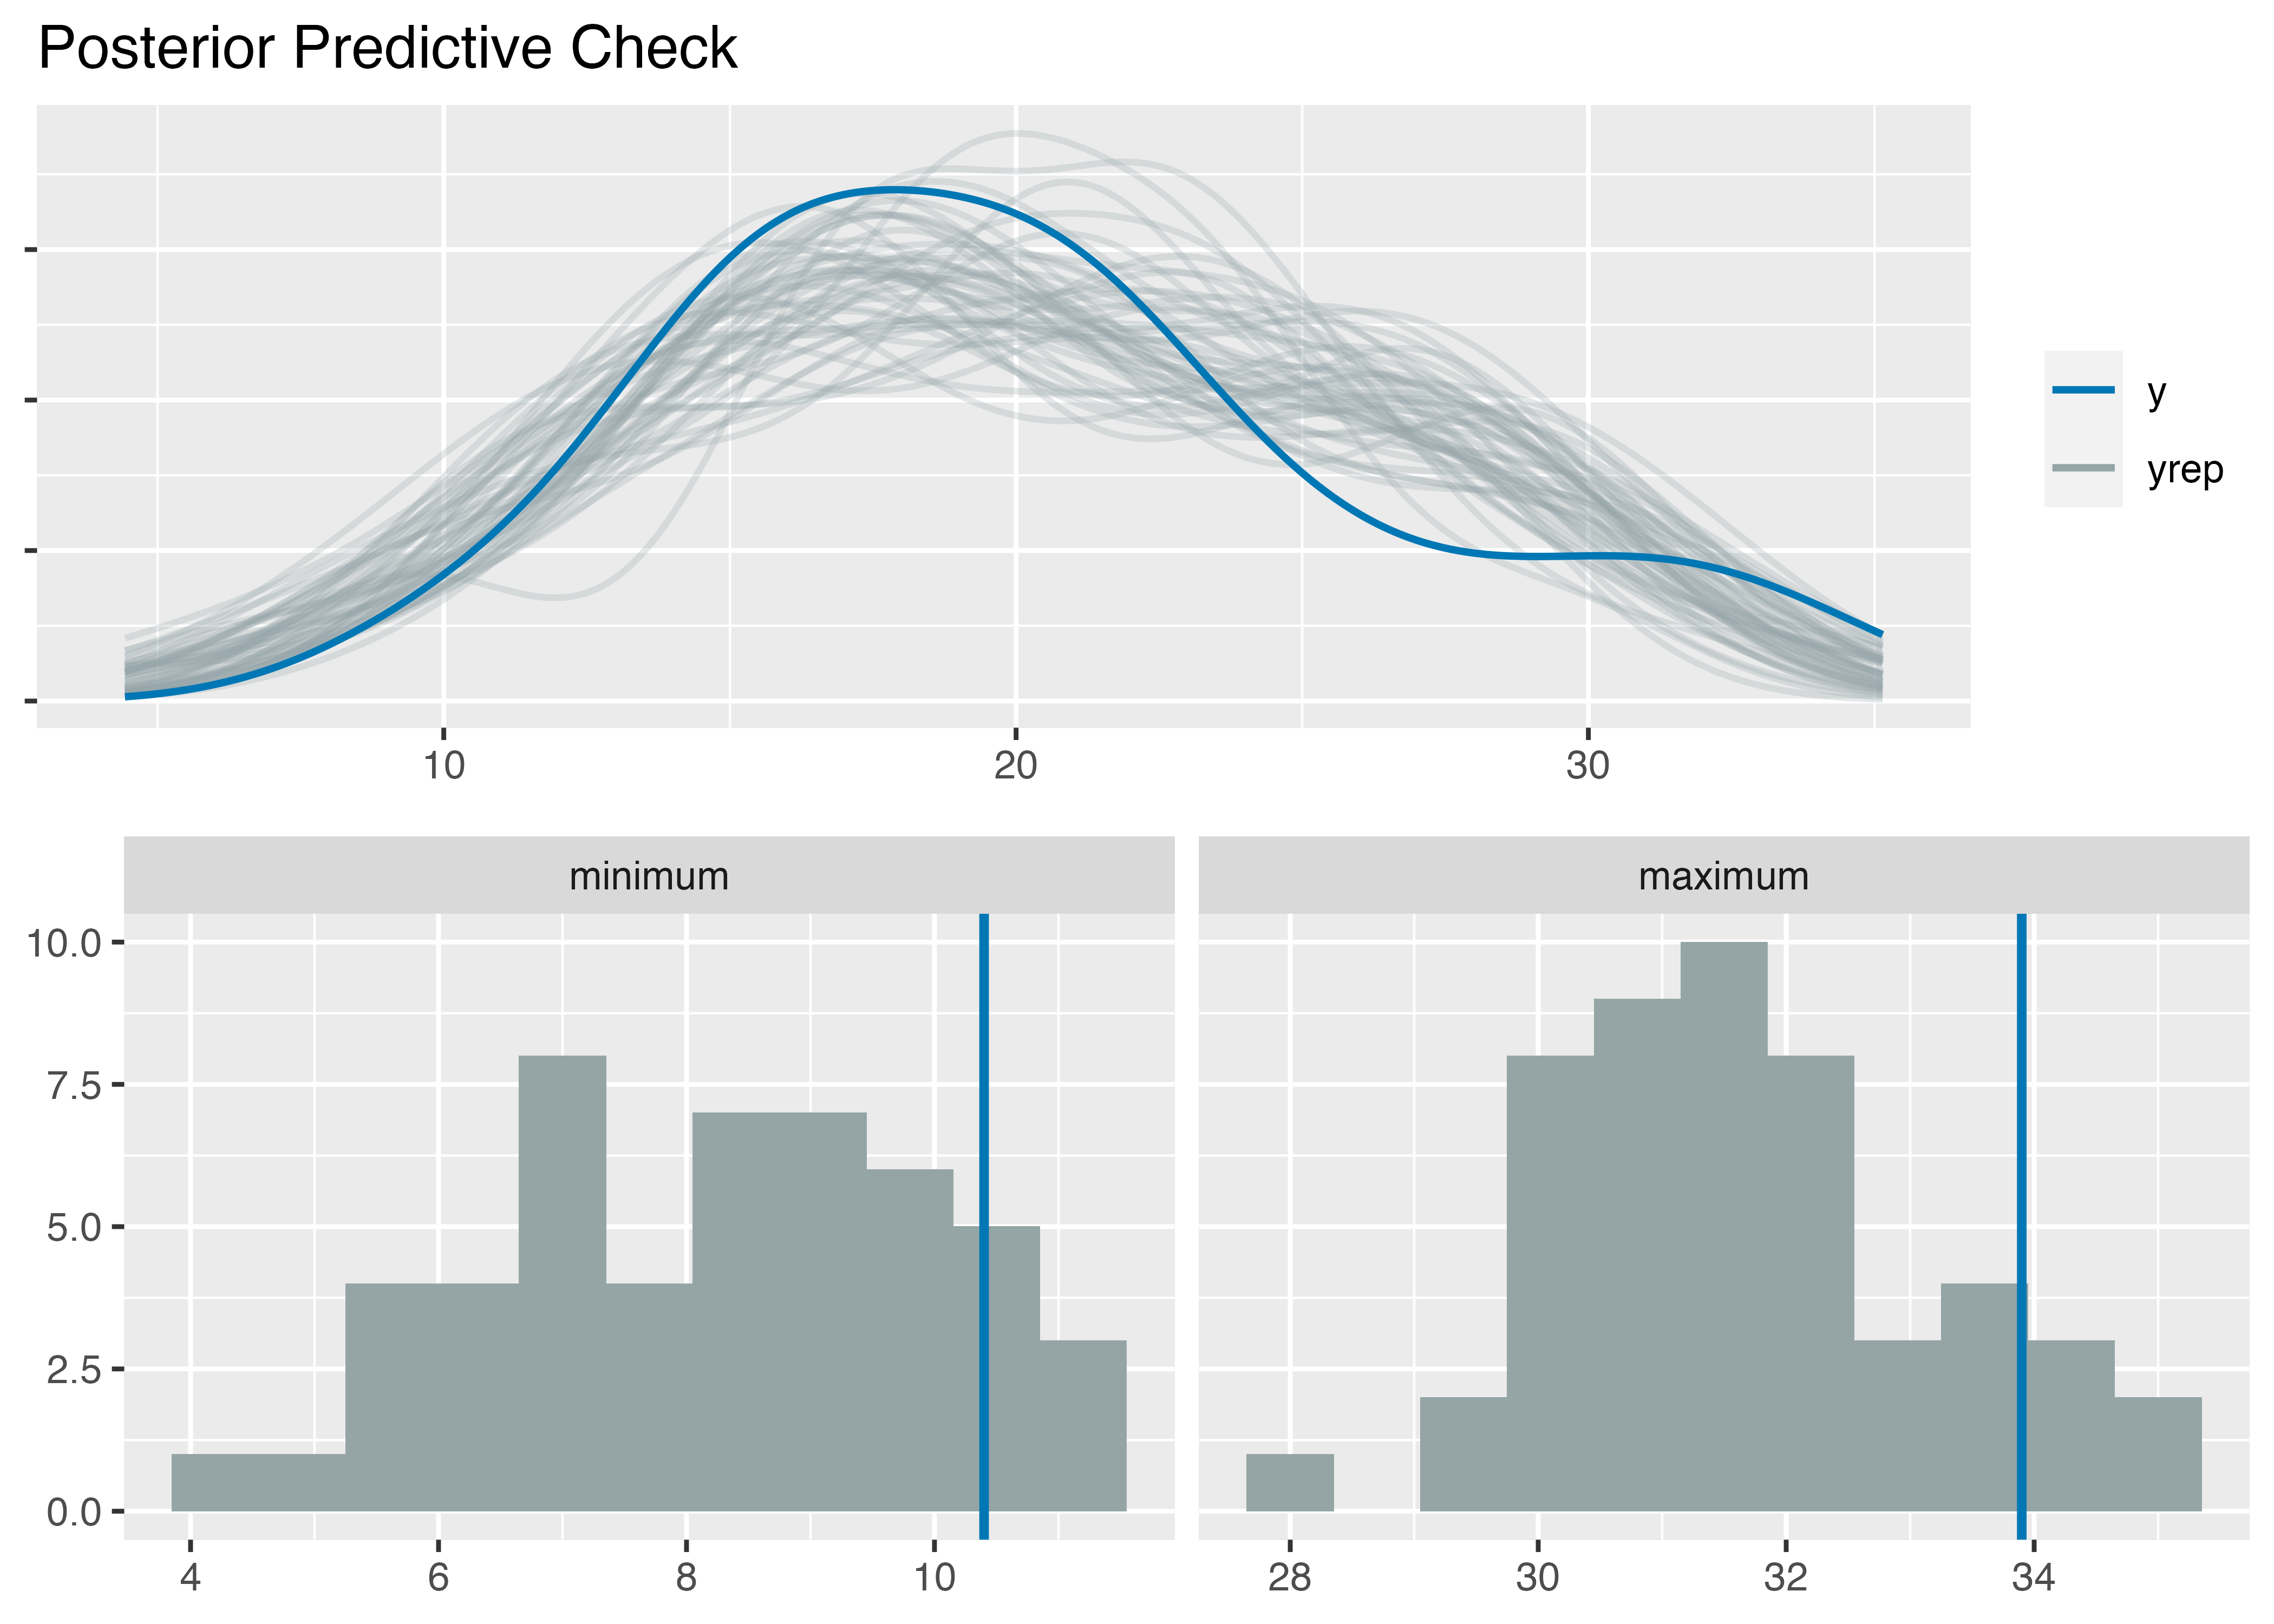 Posterior Predictive Check
y
yrep
10 20 30
minimum maximum
10.0
7.5
5.0
2.5
0.0
4 6 8 10 28 30 32 34